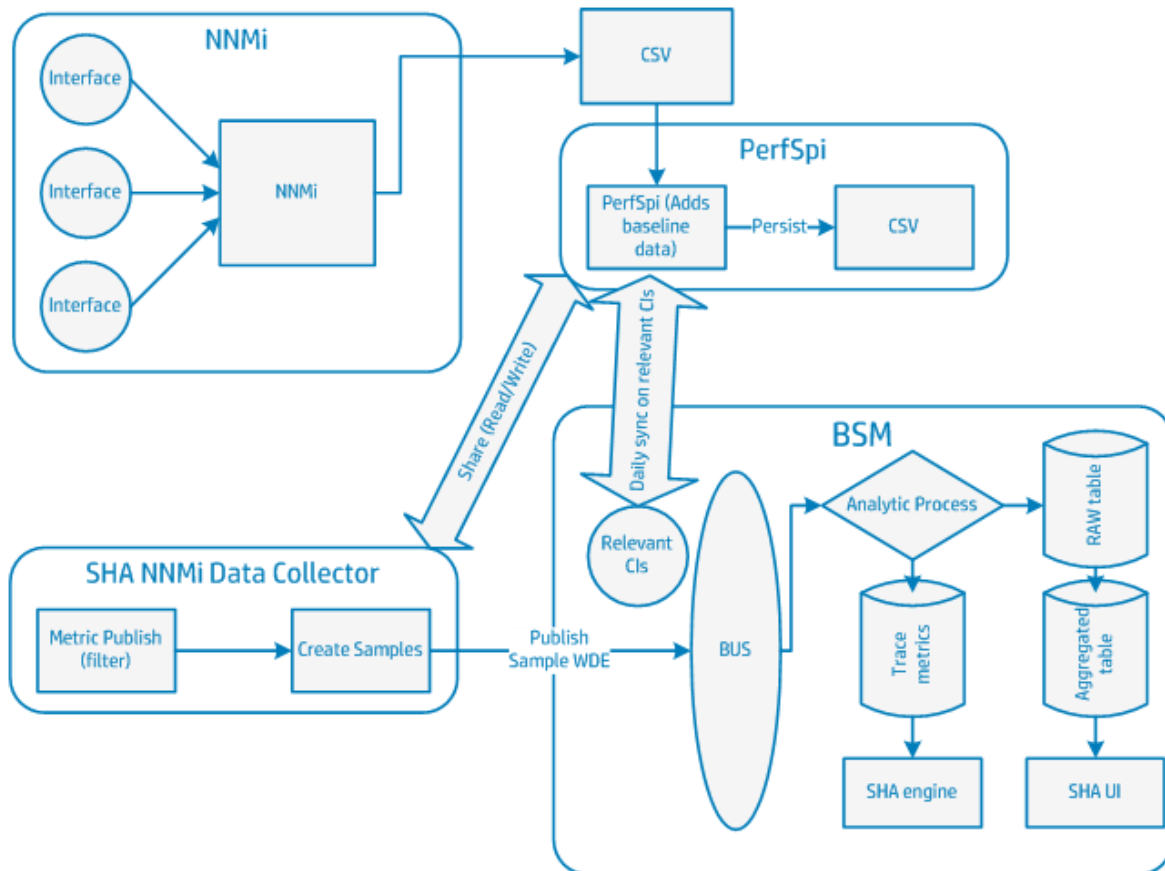 NNMi
Interface
Interface
Interface
NNMi
CSV
PerfSpi
PerfSpi (Adds
baseline
data)
Persist
CSV
Share (Read/Write)
Daily sync on relevant CIs
SHA NNMi Data Collector
Metric Publish
(filter)
Create Samples
Publish
Sample WDE
BSM
Relevant
CIs
BUS
Analytic Process
RAW table
Trace
metrics
Aggregated
table
SHA engine
SHA UI